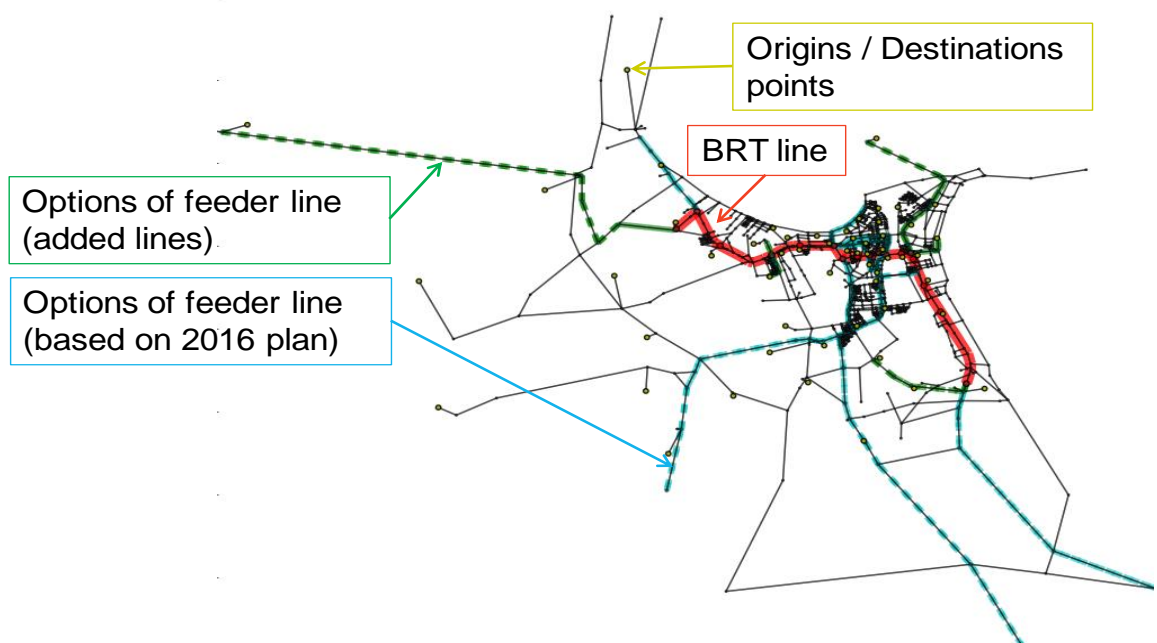 Origins / Destinations
points
BRT line
Options of feeder line
(added lines)
Options of feeder line
(based on 2016 plan)